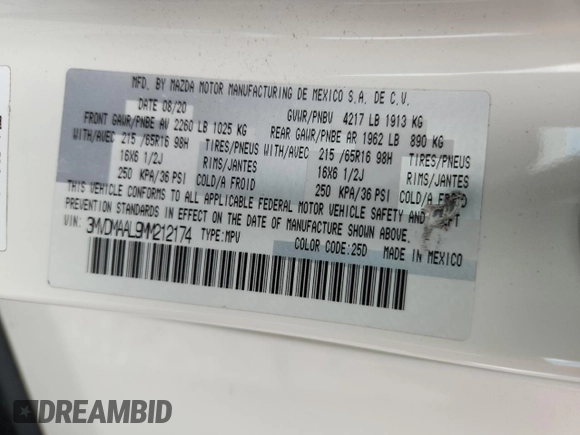 MFD. BY MAZDA MOTOR MANUFACTURING DE MEXICO S.A. DE C.V.
DATE 08/20
GVWR/PNBV 4217 LB 1913 KG
FRONT GAWR/PNBE AV 2260 LB 1025 KG
REAR GAWR/PNBE AR 1962 LB 890 KG
WITH/AVEC 215 /65R16 98H TIRES/PNEUS
WITH/AVEC 215 /65R16 98H TIRES/PNEUS
16X6 1/2J RIMS/JANTES
16X6 1/2J RIMS/JANTES
250 KPA/36 PSI COLD/A FROID
250 KPA/36 PSI COLD/A FROID
THIS VEHICLE CONFORMS TO ALL APPLICABLE FEDERAL MOTOR VEHICLE SAFETY AND
PREVENTION STANDARDS IN EFFECT ON THE DATE OF MANUFACTURE SHOWN ABOVE.
VIN: 3MVDMAAL9MM212174 TYPE:MPV
COLOR CODE:25D MADE IN MEXICO
DREAMBID